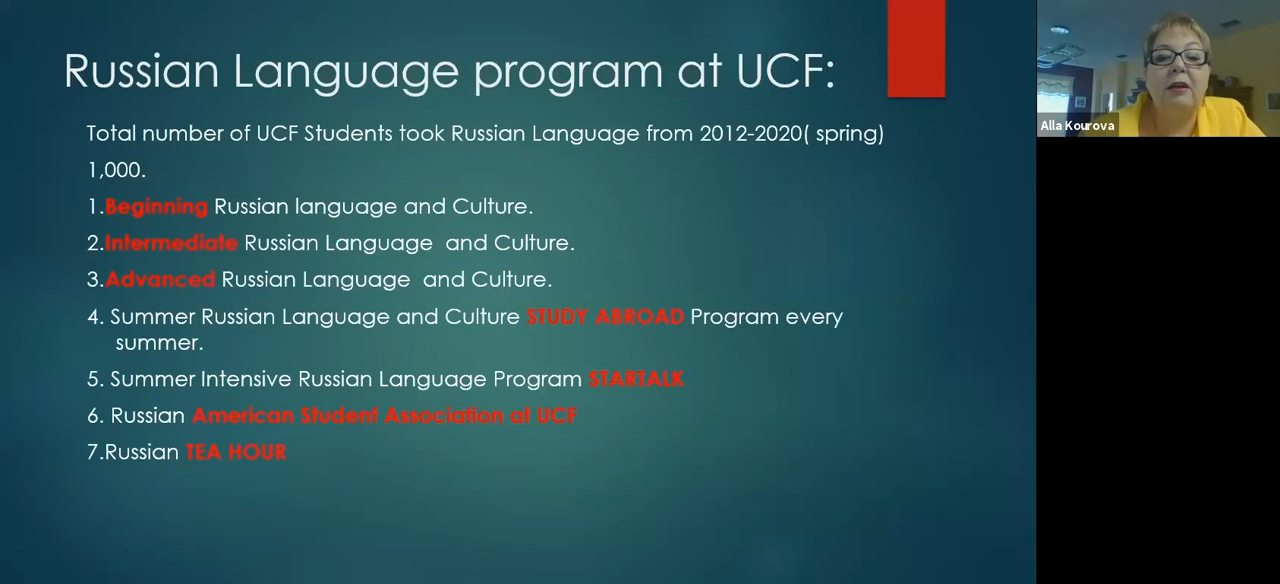 Russian Language program at UCF:
Total number of UCF Students took Russian Language from 2012-2020( spring)
1,000.
1.Beginning Russian language and Culture.
2.Intermediate Russian Language  and Culture.
3.Advanced Russian Language  and Culture.
4. Summer Russian Language and Culture STUDY ABROAD Program every
summer.
5. Summer Intensive Russian Language Program STARTALK
6. Russian American Student Association at UCF
7.Russian TEA HOUR
Alla Kourova